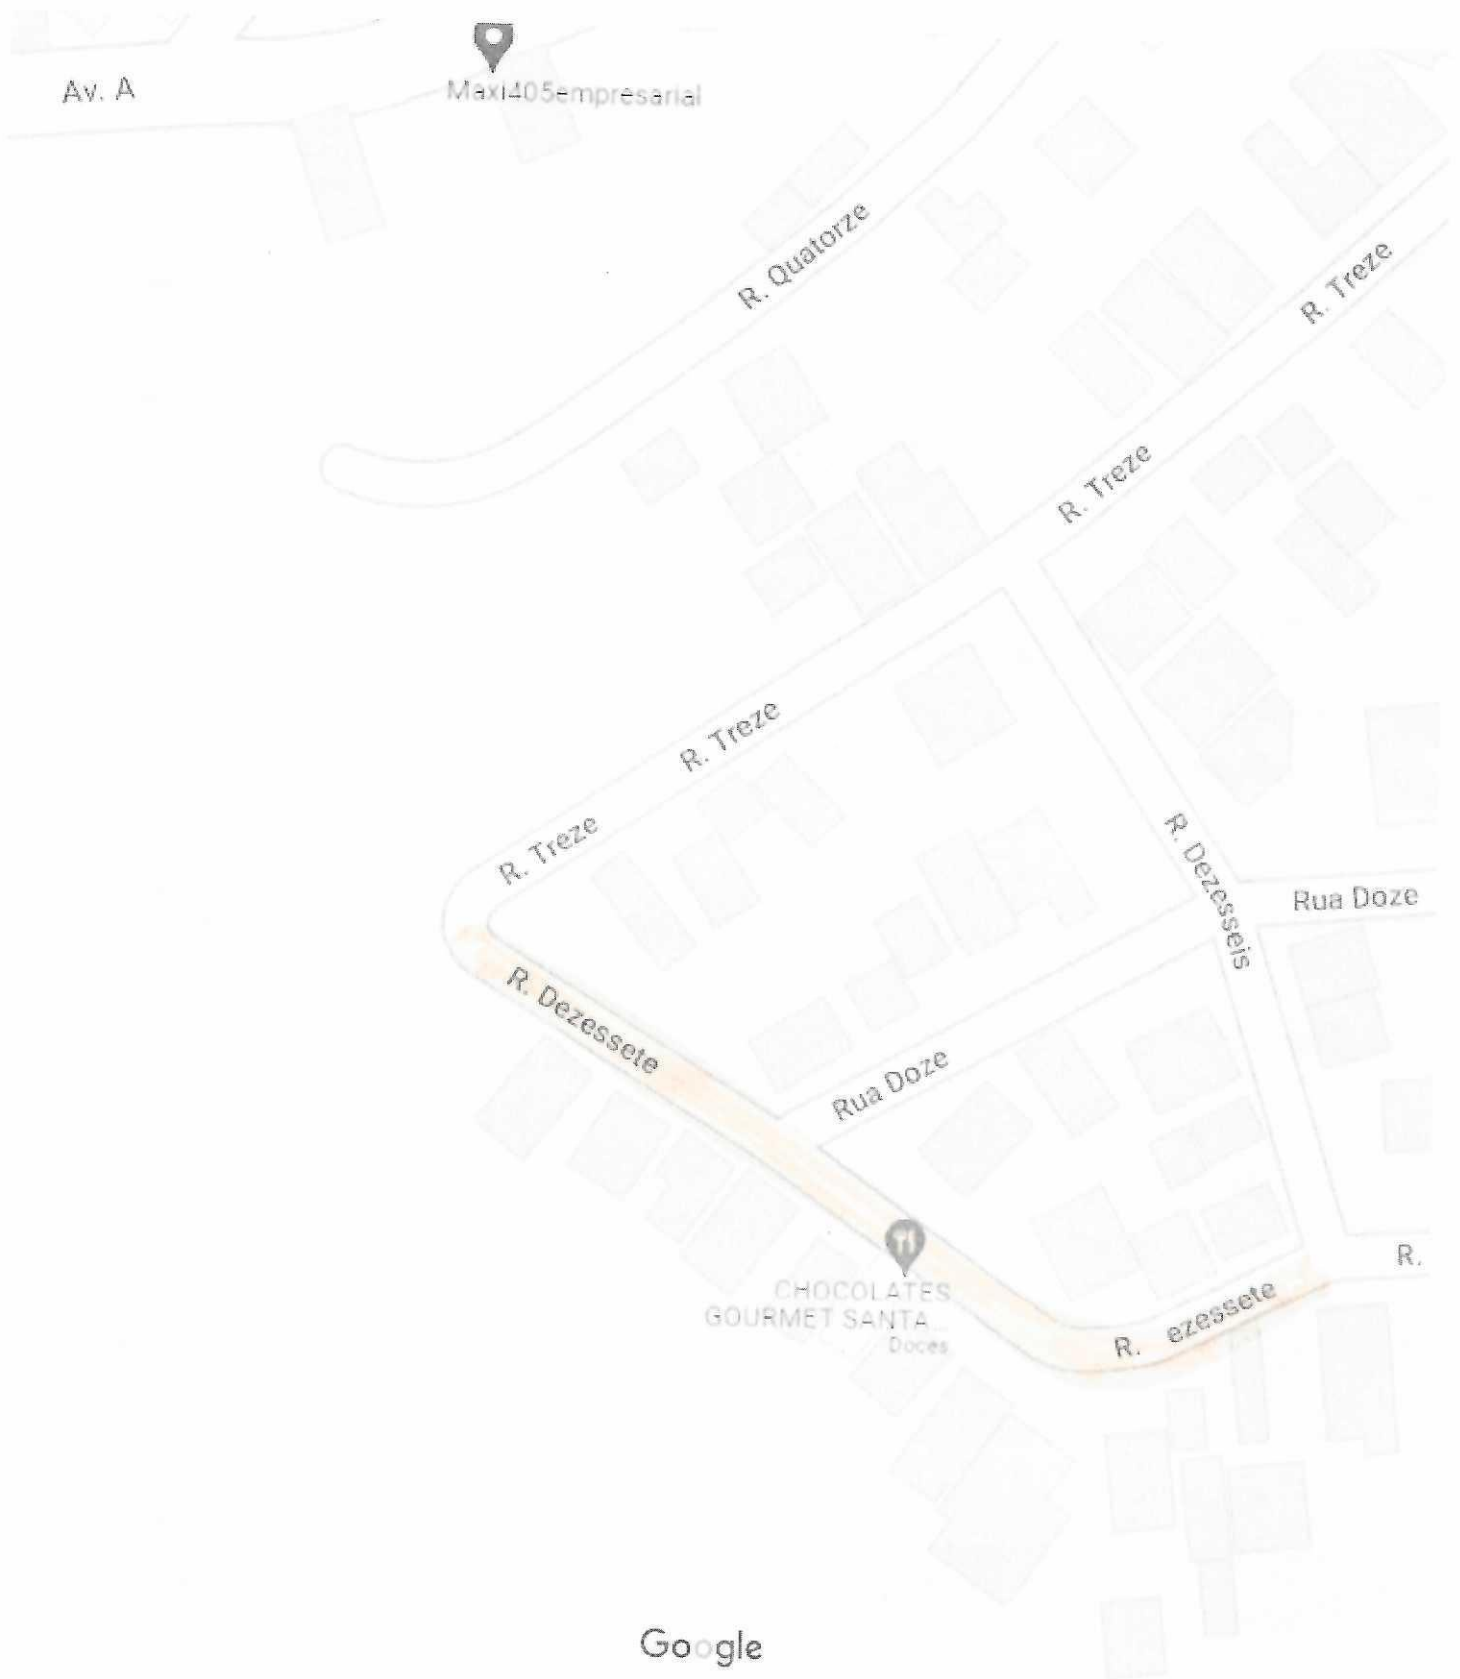 Av. A
Maxi405empresarial
R. Quatorze
R. Treze
R. Treze
R. Treze
R. Treze
R. Dezesseis
Rua Doze
R. Dezessete
Rua Doze
R.
CHOCOLATES
GOURMET SANTA...
Doces
R. ezessete
Google